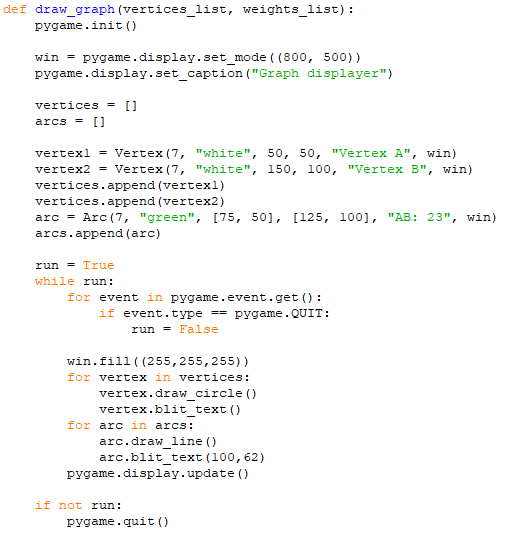 def draw_graph(vertices_list, weights_list):
    pygame.init()

    win = pygame.display.set_mode((800, 500))
    pygame.display.set_caption("Graph displayer")

    vertices = []
    arcs = []

    vertex1 = Vertex(7, "white", 50, 50, "Vertex A", win)
    vertex2 = Vertex(7, "white", 150, 100, "Vertex B", win)
    vertices.append(vertex1)
    vertices.append(vertex2)
    arc = Arc(7, "green", [75, 50], [125, 100], "AB: 23", win)
    arcs.append(arc)

    run = True
    while run:
        for event in pygame.event.get():
            if event.type == pygame.QUIT:
                run = False

        win.fill((255,255,255))
        for vertex in vertices:
            vertex.draw_circle()
            vertex.blit_text()
        for arc in arcs:
            arc.draw_line()
            arc.blit_text(100,62)
        pygame.display.update()

    if not run:
        pygame.quit()